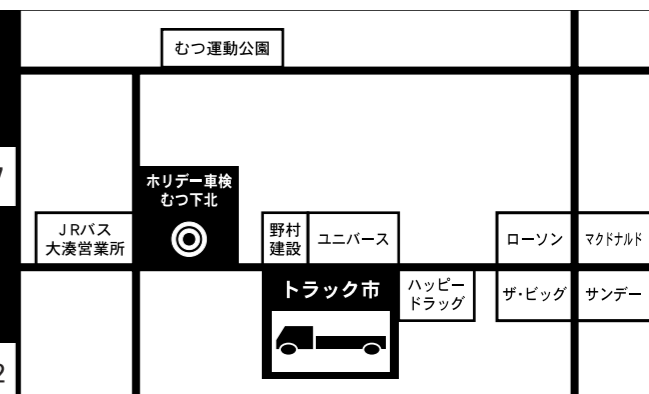 むつ運動公園
ホリデー車検
むつ下北
JRバス
大湊営業所
野村
建設
ユニバース
ローソン
マクドナルド
トラック市
ハッピー
ドラッグ
ザ・ビッグ
サンデー
2